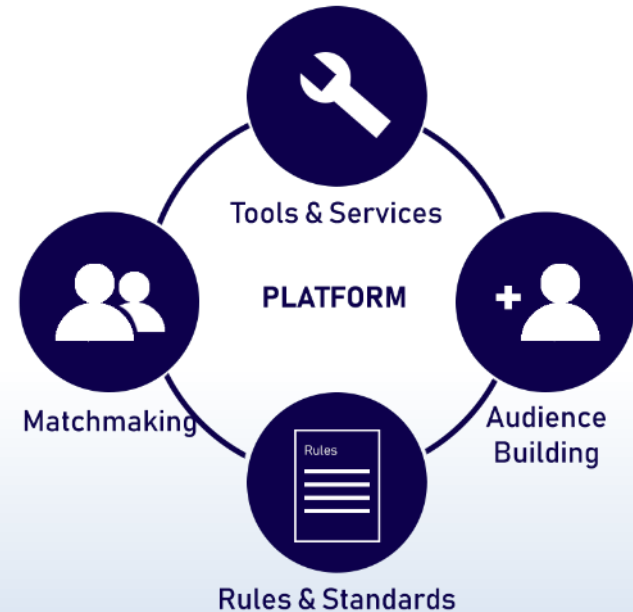 Tools & Services
PLATFORM
Matchmaking
Audience
Building
Rules
Rules & Standards